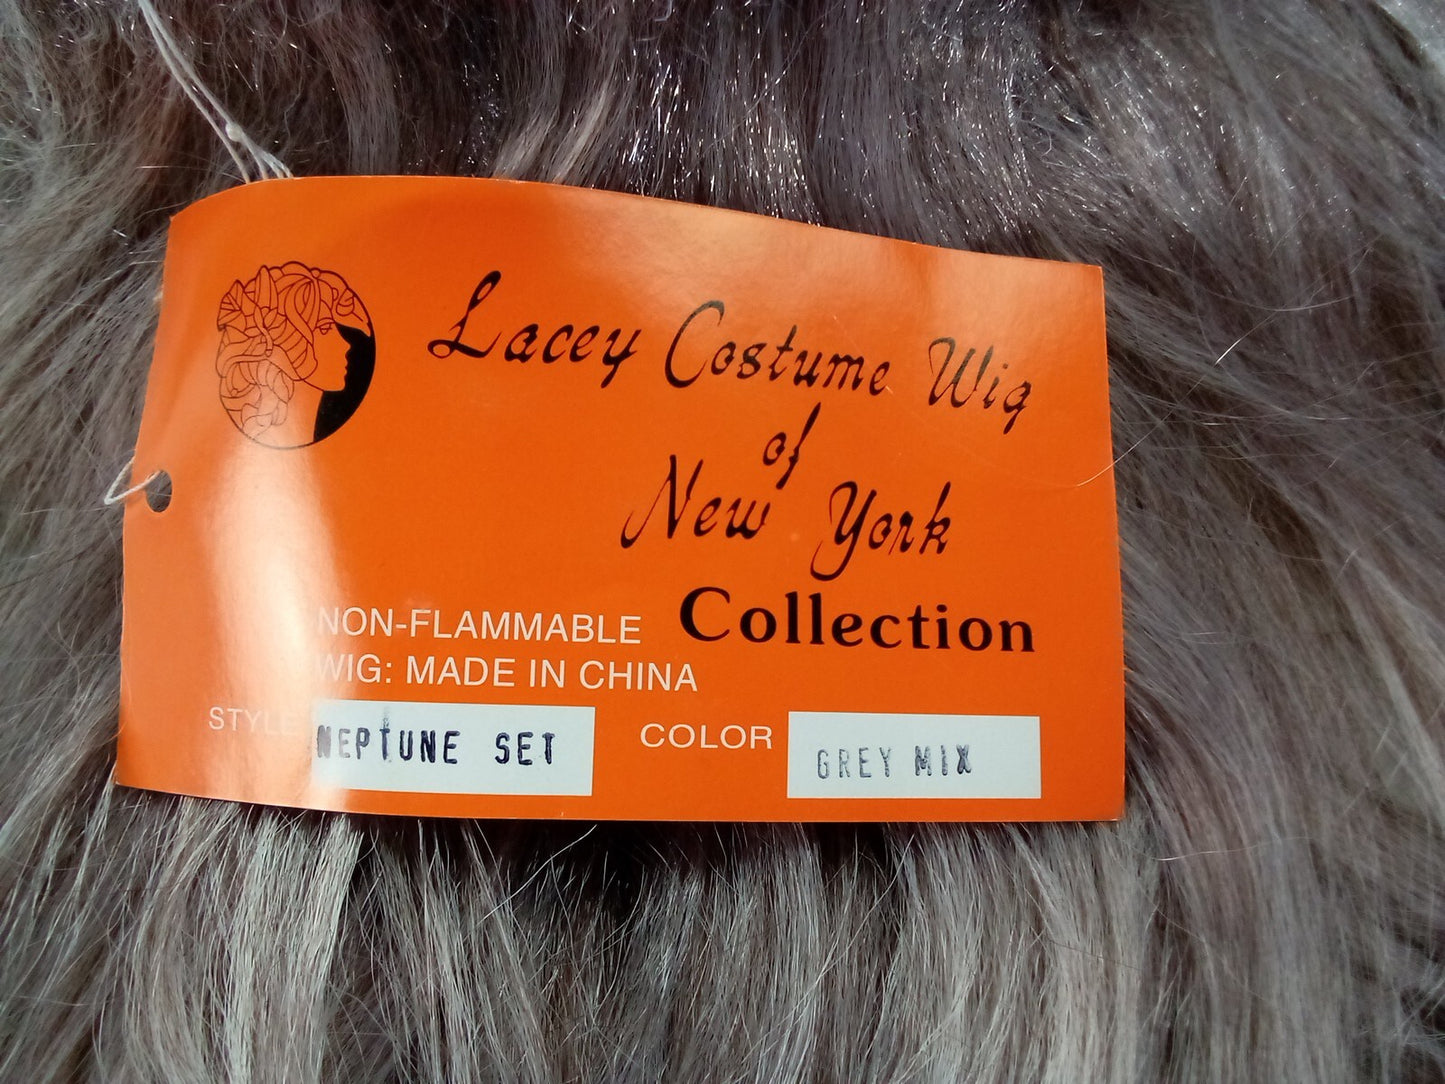 Lacey Costume Wig
of
New York
Collection
NON-FLAMMABLE
WIG: MADE IN CHINA
STYLE NEPTUNE SET COLOR GREY MIX